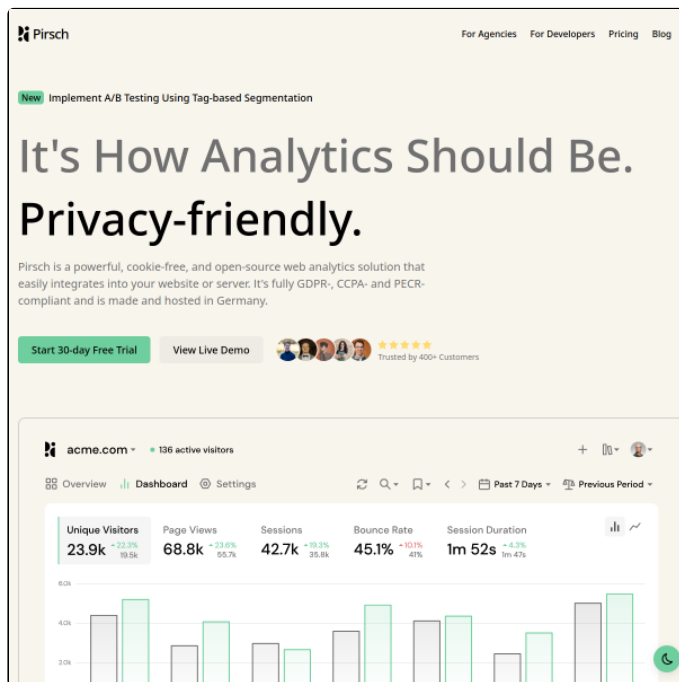 Pirsch
For Agencies For Developers Pricing Blog
New Implement A/B Testing Using Tag-based Segmentation
It's How Analytics Should Be.
Privacy-friendly.
Pirsch is a powerful, cookie-free, and open-source web analytics solution that
easily integrates into your website or server. It's fully GDPR-, CCPA- and PECR-
compliant and is made and hosted in Germany.
Start 30-day Free Trial View Live Demo
Trusted by 400+ Customers
acme.com 136 active visitors
Overview Dashboard Settings Past 7 Days Previous Period
Unique Visitors Page Views Sessions Bounce Rate Session Duration
23.9k 22.3% 68.8k 23.6% 42.7k 19.3% 45.1% 10.1% 1m 52s 4.3%
19.5k 55.7k 35.8k 41% 1m 47s
6.0k
4.0k
2.0k